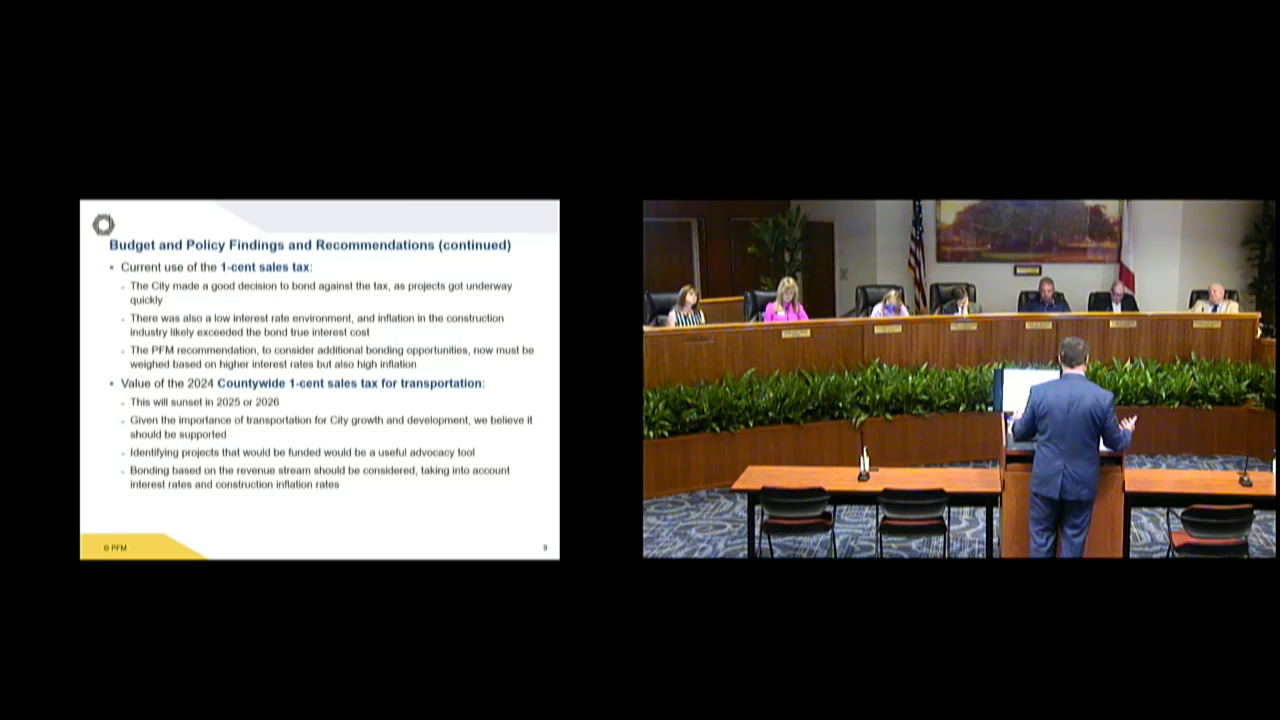 Budget and Policy Findings and Recommendations (continued)
• Current use of the 1-cent sales tax:
- The City made a good decision to bond against the tax, as projects got underway
quickly
- There was also a low interest rate environment, and inflation in the construction
industry likely exceeded the bond true interest cost
- The PFM recommendation, to consider additional bonding opportunities, now must be
weighed based on higher interest rates but also high inflation
• Value of the 2024 Countywide 1-cent sales tax for transportation:
- This will sunset in 2025 or 2026
- Given the importance of transportation for City growth and development, we believe it
should be supported
- Identifying projects that would be funded would be a useful advocacy tool
- Bonding based on the revenue stream should be considered, taking into account
interest rates and construction inflation rates
© PFM
9